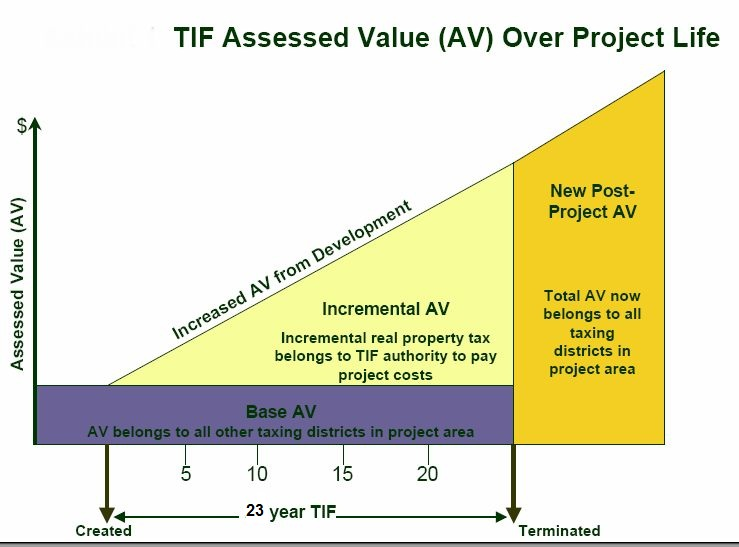 TIF Assessed Value (AV) Over Project Life
$
Assessed Value (AV)
Increased AV from Development
New Post-
Project AV
Total AV now
belongs to all
taxing
districts in
project area
Incremental AV
Incremental real property tax
belongs to TIF authority to pay
project costs
Base AV
AV belongs to all other taxing districts in project area
5 10 15 20
23 year TIF
Created
Terminated